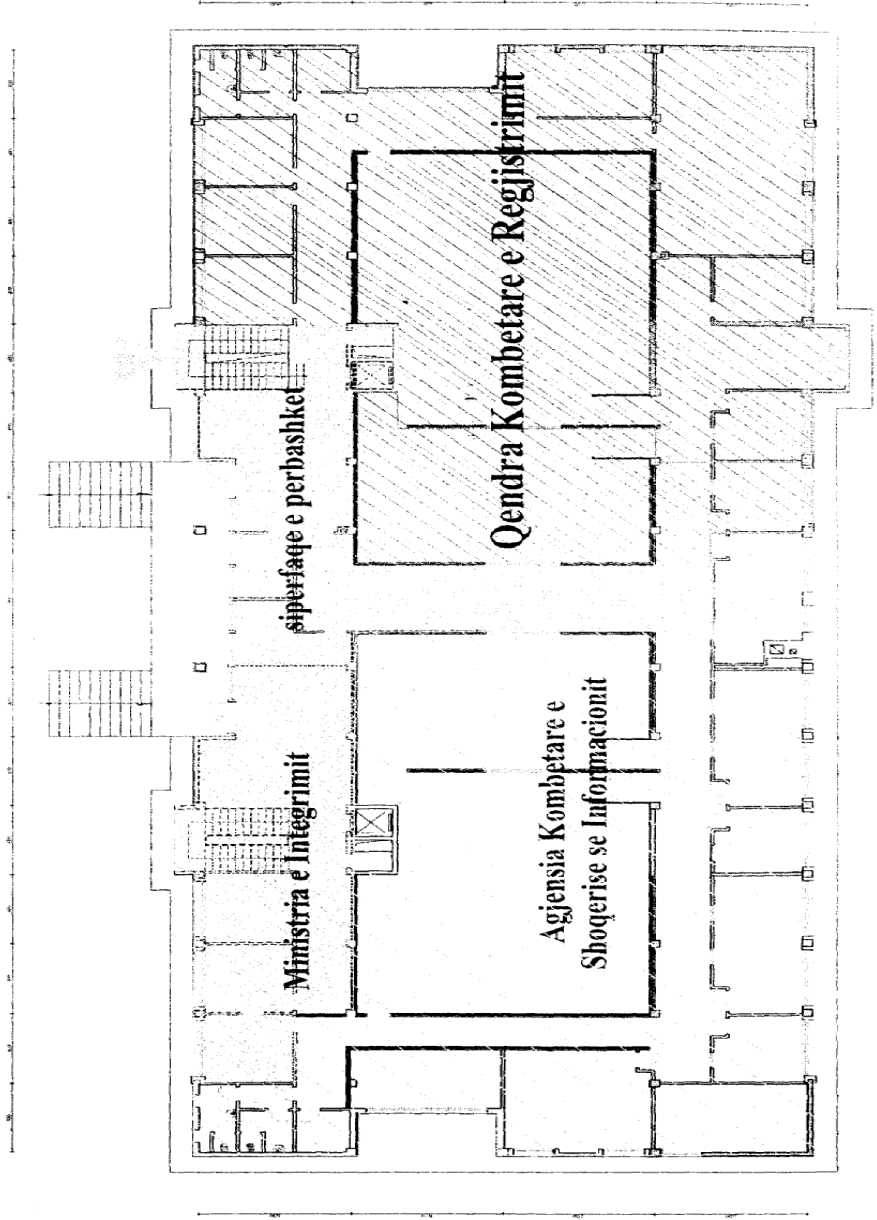 Qendra Kombetare e Regjistrimit
siperfaqe e perbashket
Ministria e Integrimit
Agjensia Kombetare e
Shoqerise se Informacionit